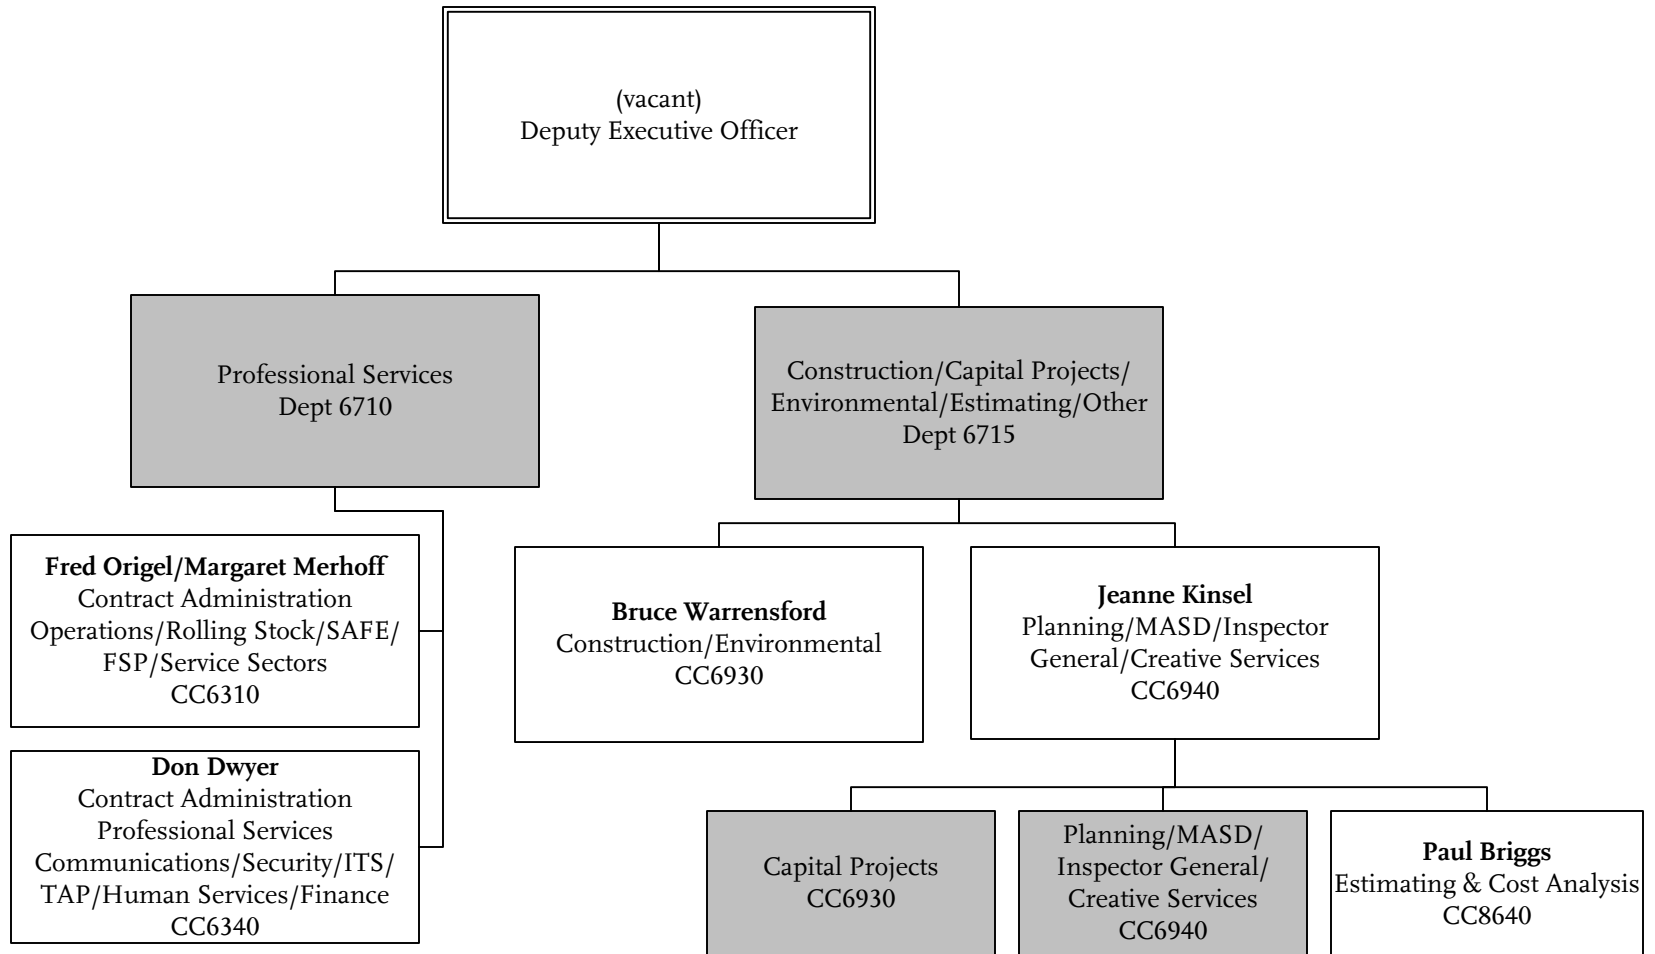 (vacant)
Deputy Executive Officer
Professional Services
Dept 6710
Construction/Capital Projects/
Environmental/Estimating/Other
Dept 6715
Fred Origel/Margaret Merhoff
Contract Administration
Operations/Rolling Stock/SAFE/
FSP/Service Sectors
CC6310
Don Dwyer
Contract Administration
Professional Services
Communications/Security/ITS/
TAP/Human Services/Finance
CC6340
Bruce Warrensford
Construction/Environmental
CC6930
Jeanne Kinsel
Planning/MASD/Inspector
General/Creative Services
CC6940
Capital Projects
CC6930
Planning/MASD/
Inspector General/
Creative Services
CC6940
Paul Briggs
Estimating & Cost Analysis
CC8640